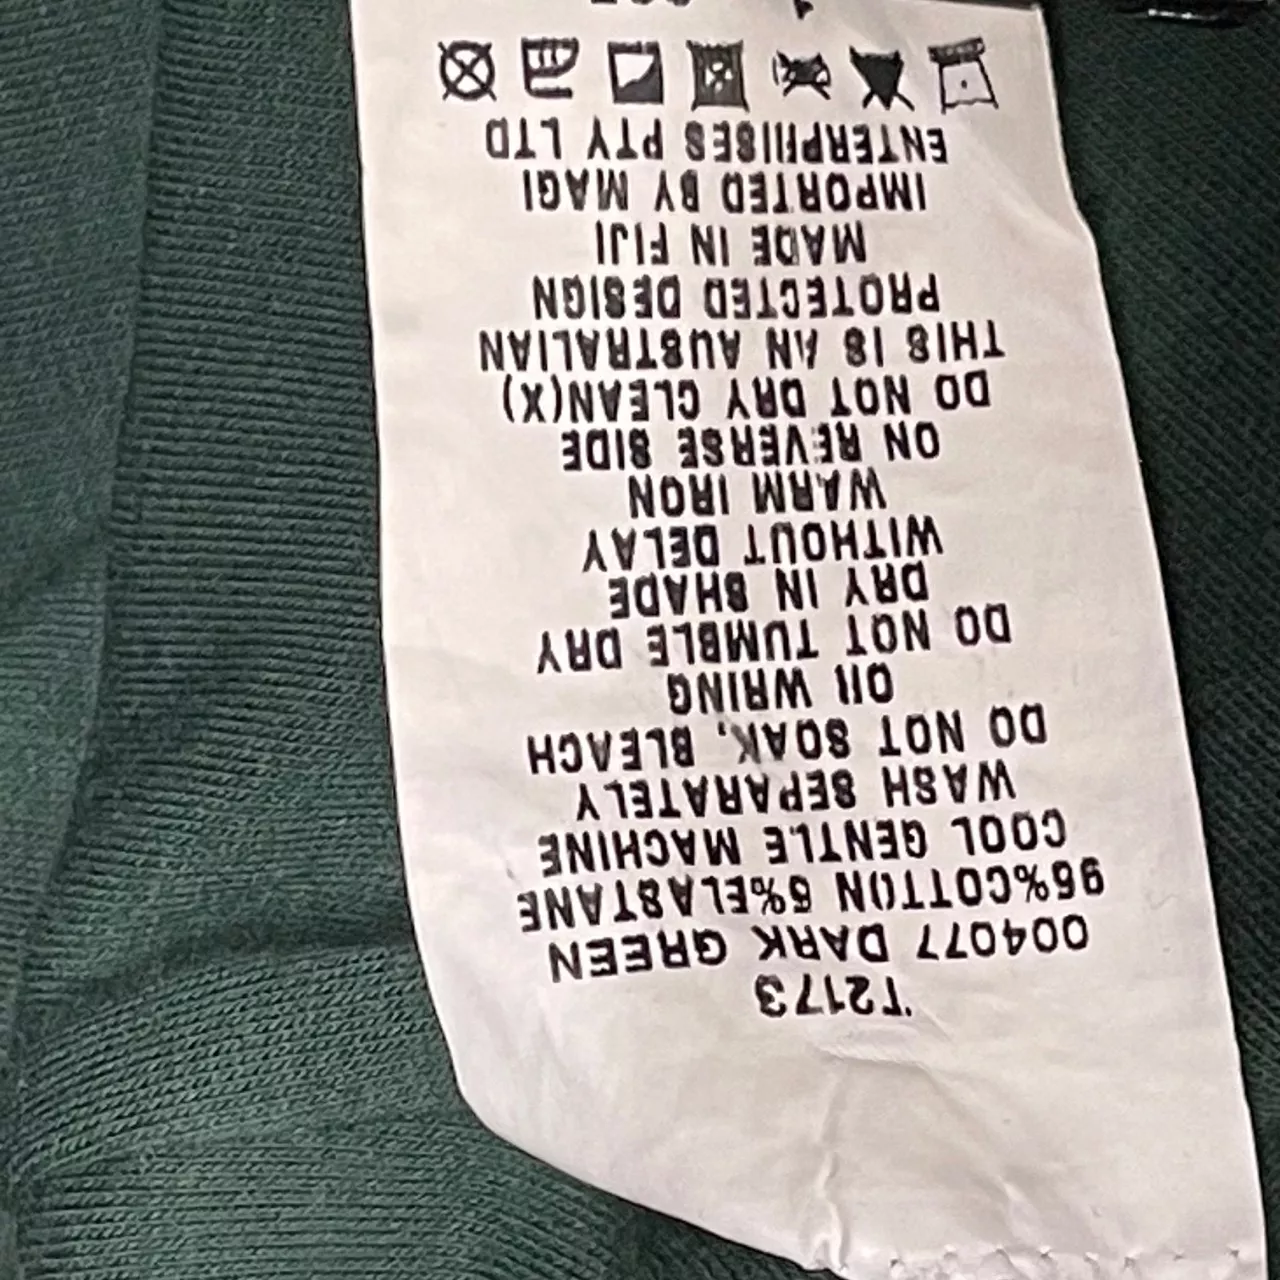 T2173
004077 DARK GREEN
95%COTTON 5%ELASTANE
COOL GENTLE MACHINE
WASH SEPARATELY
DO NOT SOAK, BLEACH
OR WRING
DO NOT TUMBLE DRY
DRY IN SHADE
WITHOUT DELAY
WARM IRON
ON REVERSE SIDE
DO NOT DRY CLEAN(X)
THIS IS AN AUSTRALIAN
PROTECTED DESIGN
MADE IN FIJI
IMPORTED BY MAGI
ENTERPRISES PTY LTD